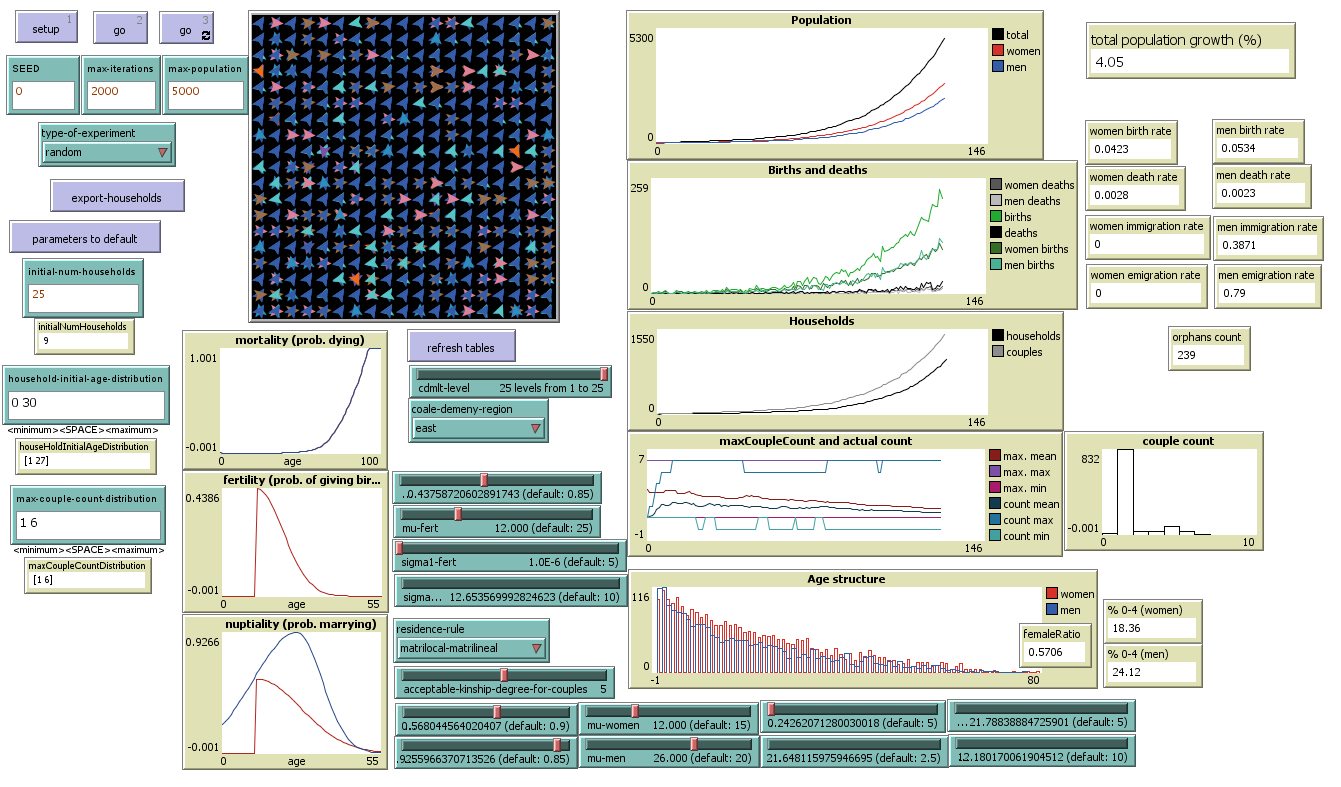 setup 1
go 2
go 3
SEED
0
max-iterations
2000
max-population
5000
type-of-experiment
random
export-households
parameters to default
initial-num-households
25
initialNumHouseholds
9
household-initial-age-distribution
0 30
<minimum><SPACE><maximum>
houseHoldInitialAgeDistribution
[1 27]
max-couple-count-distribution
1 6
<minimum><SPACE><maximum>
maxCoupleCountDistribution
[1 6]
mortality (prob. dying)
1.001
-0.001
0 age 100
fertility (prob. of giving bir...
0.4386
-0.001
0 age 55
nuptiality (prob. marrying)
0.9266
-0.001
0 age 55
refresh tables
cdmlt-level 25 levels from 1 to 25
coale-demeny-region
east
...0.43758720602891743 (default: 0.85)
mu-fert 12.000 (default: 25)
sigma1-fert 1.0E-6 (default: 5)
sigma... 12.653569992824623 (default: 10)
residence-rule
matrilocal-matrilineal
acceptable-kinship-degree-for-couples 5
0.568044564020407 (default: 0.9)
mu-women 12.000 (default: 15)
0.24262071280030018 (default: 5)
...21.78838884725901 (default: 5)
.9255966370713526 (default: 0.85)
mu-men 26.000 (default: 20)
21.648115975946695 (default: 2.5)
12.180170061904512 (default: 10)
Population
5300
0
0 146
total
women
men
Births and deaths
259
0
0 146
women deaths
men deaths
births
deaths
women births
men births
Households
1550
0
0 146
households
couples
maxCoupleCount and actual count
7
-1
0 146
max. mean
max. max
max. min
count mean
count max
count min
couple count
832
-0.001
0 10
Age structure
116
0
-1 80
women
men
femaleRatio
0.5706
% 0-4 (women)
18.36
% 0-4 (men)
24.12
total population growth (%)
4.05
women birth rate
0.0423
men birth rate
0.0534
women death rate
0.0028
men death rate
0.0023
women immigration rate
0
men immigration rate
0.3871
women emigration rate
0
men emigration rate
0.79
orphans count
239